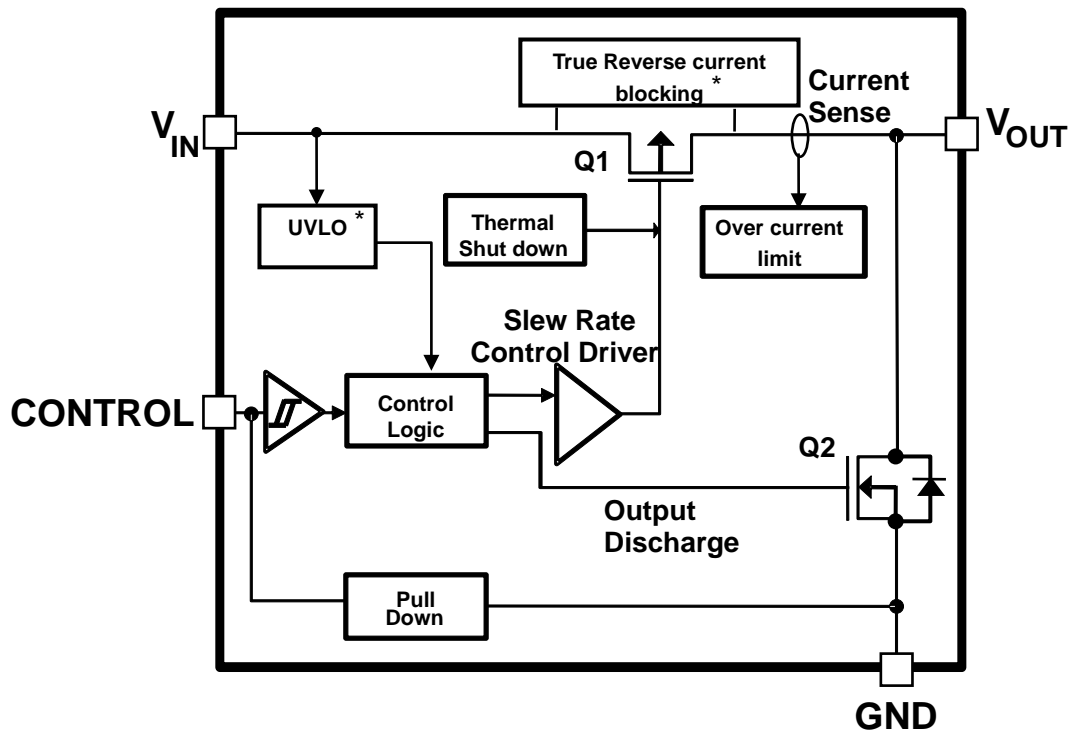 True Reverse current
blocking *
Current
Sense
VIN
VOUT
Q1
UVLO *
Thermal
Shut down
Over current
limit
Slew Rate
Control Driver
CONTROL
Control
Logic
Q2
Output
Discharge
Pull
Down
GND